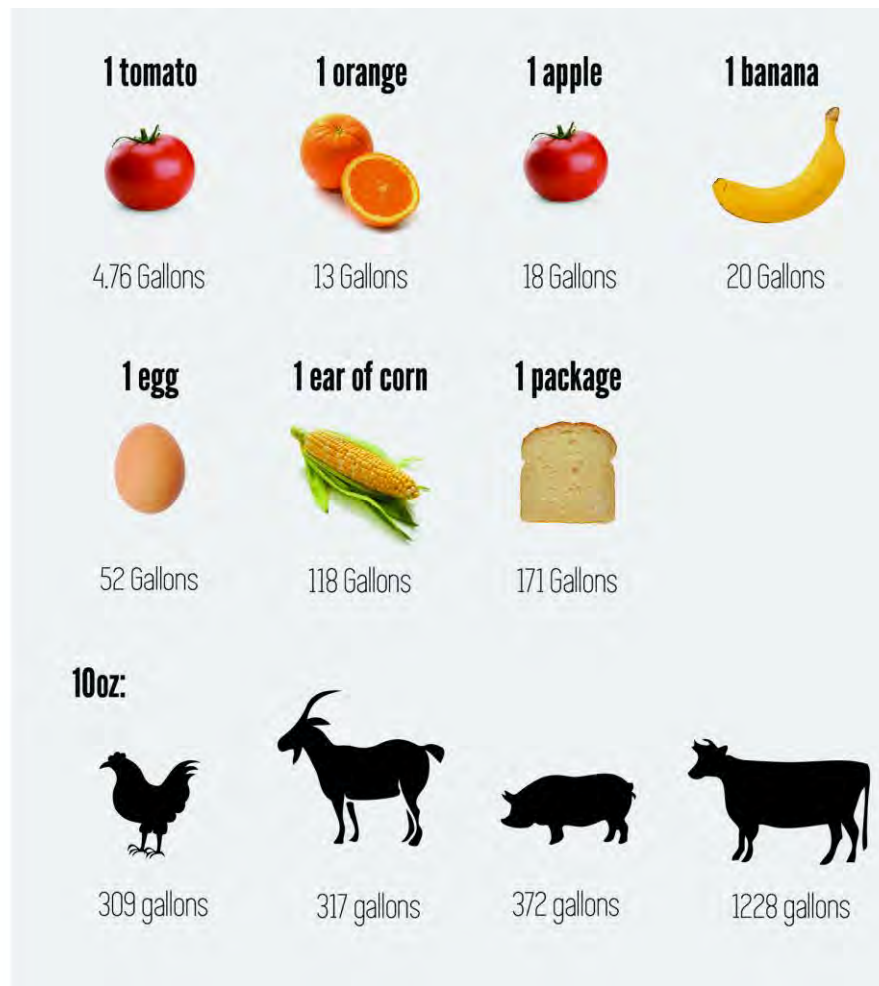 1 tomato
1 orange
1 apple
1 banana
4.76 Gallons
13 Gallons
18 Gallons
20 Gallons
1 egg
1 ear of corn
1 package
52 Gallons
118 Gallons
171 Gallons
10oz:
309 gallons
317 gallons
372 gallons
1228 gallons